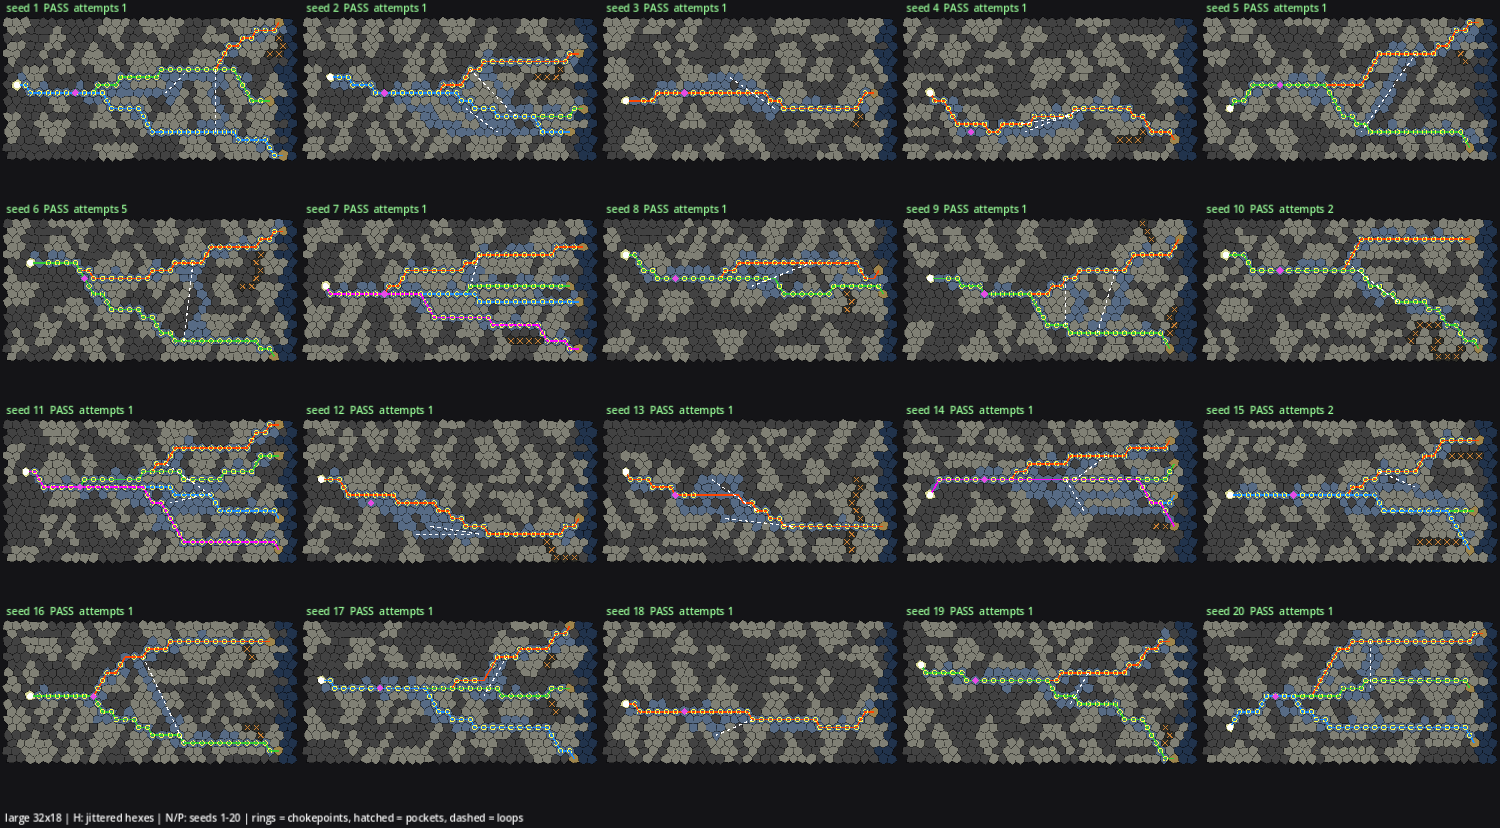 seed 1 PASS attempts 1
seed 2 PASS attempts 1
seed 3 PASS attempts 1
seed 4 PASS attempts 1
seed 5 PASS attempts 1
seed 6 PASS attempts 5
seed 7 PASS attempts 1
seed 8 PASS attempts 1
seed 9 PASS attempts 1
seed 10 PASS attempts 2
seed 11 PASS attempts 1
seed 12 PASS attempts 1
seed 13 PASS attempts 1
seed 14 PASS attempts 1
seed 15 PASS attempts 2
seed 16 PASS attempts 1
seed 17 PASS attempts 1
seed 18 PASS attempts 1
seed 19 PASS attempts 1
seed 20 PASS attempts 1
large 32x18 | H: jittered hexes | N/P: seeds 1-20 | rings = chokepoints, hatched = pockets, dashed = loops